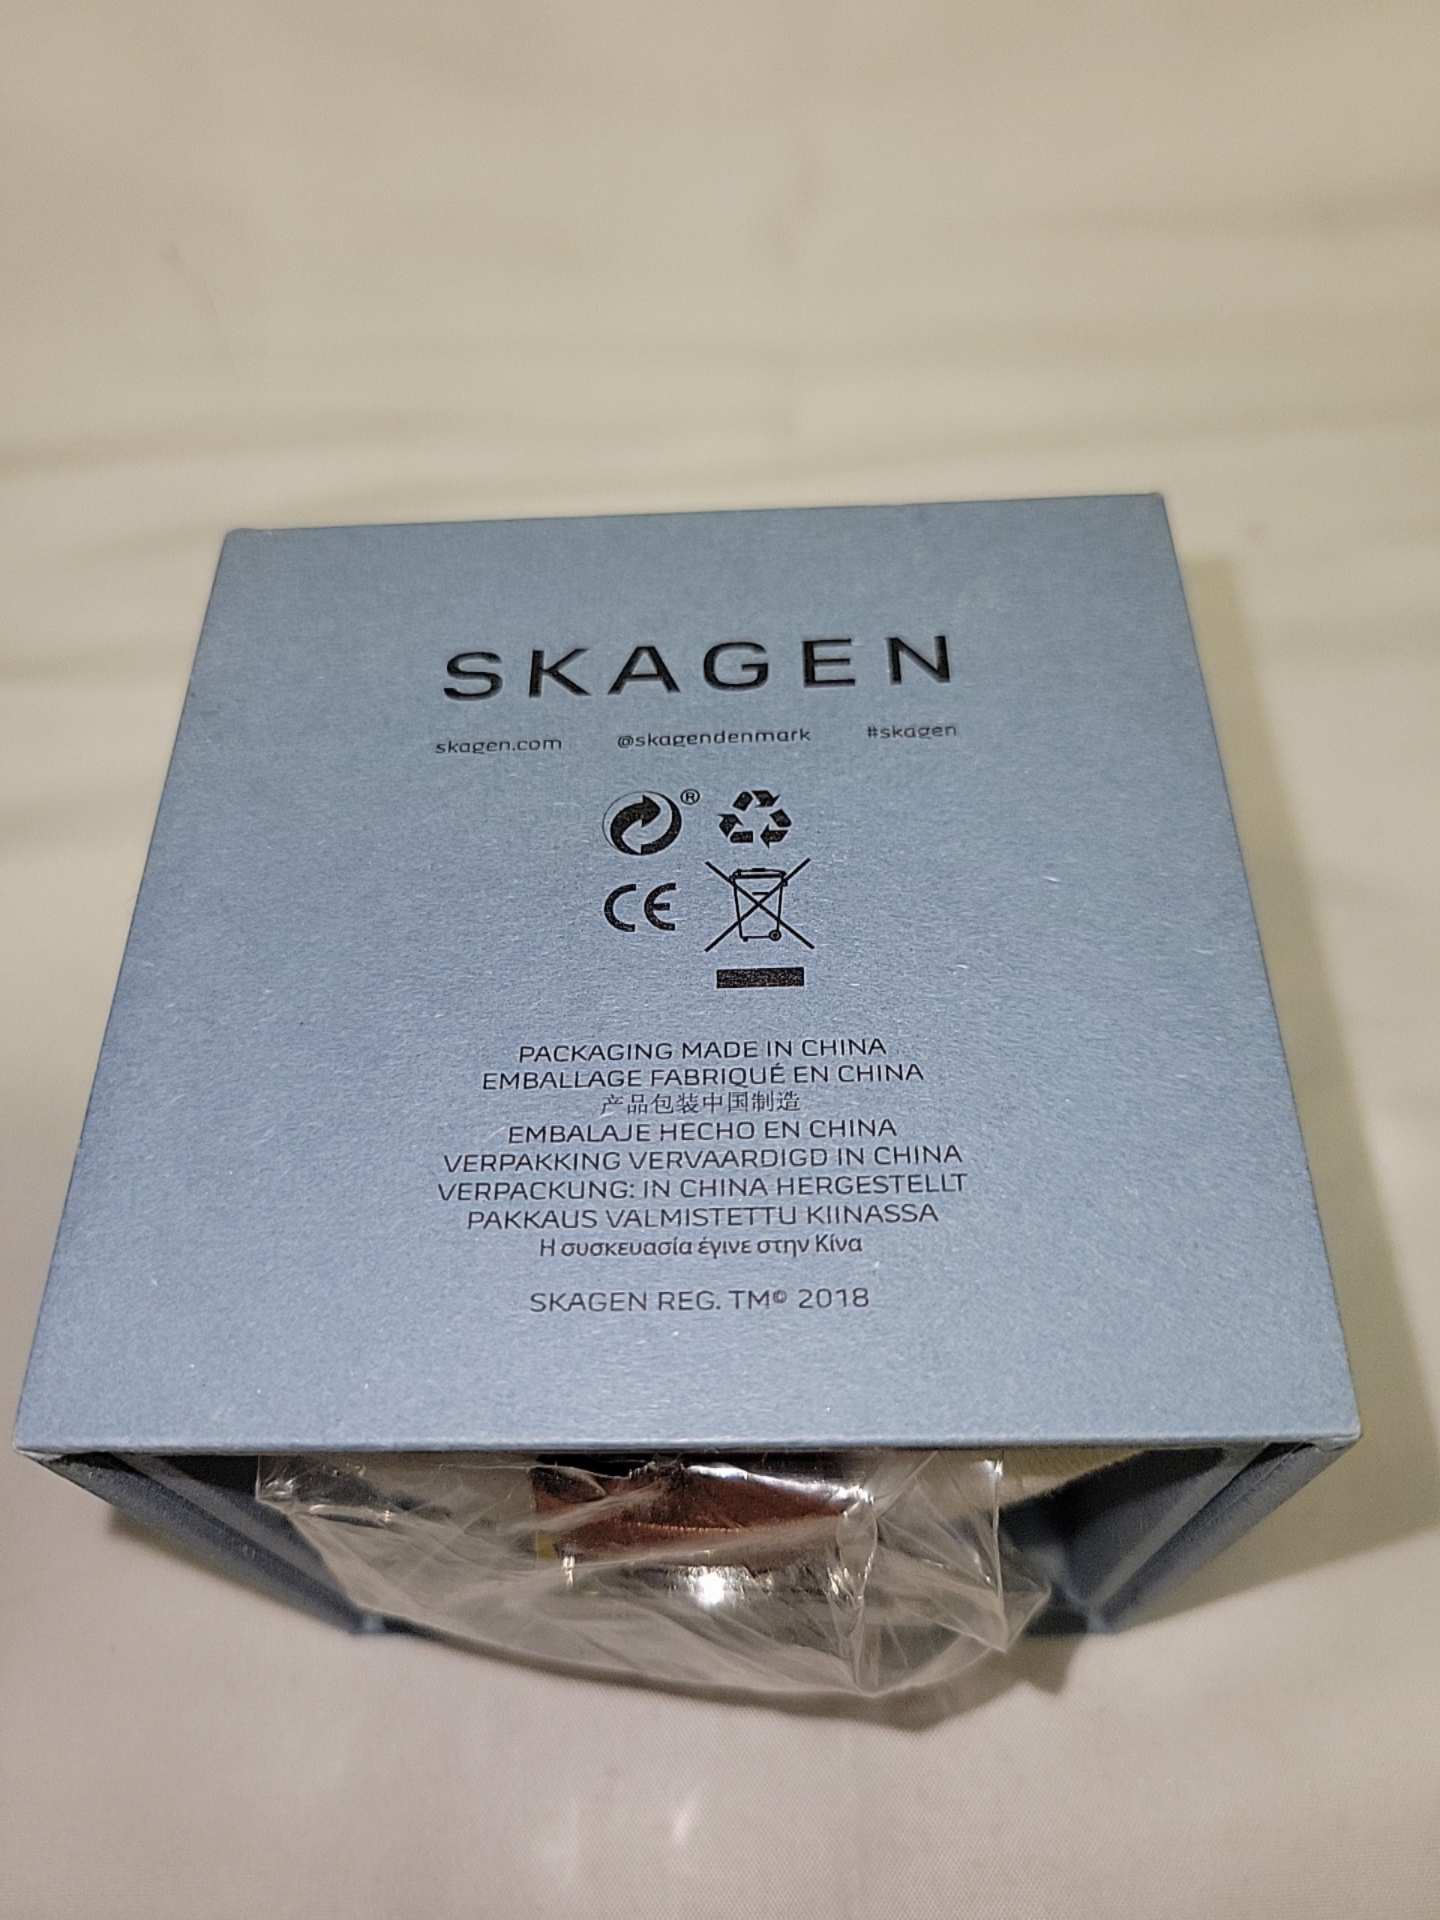 SKAGEN
skagen.com @skagendenmark #skagen
®
CE
PACKAGING MADE IN CHINA
EMBALLAGE FABRIQUÉ EN CHINA
产品包装中国制造
EMBALAJE HECHO EN CHINA
VERPAKKING VERVAARDIGD IN CHINA
VERPACKUNG: IN CHINA HERGESTELLT
PAKKAUS VALMISTETTU KIINASSA
Η συσκευασία έγινε στην Κίνα
SKAGEN REG. TM© 2018